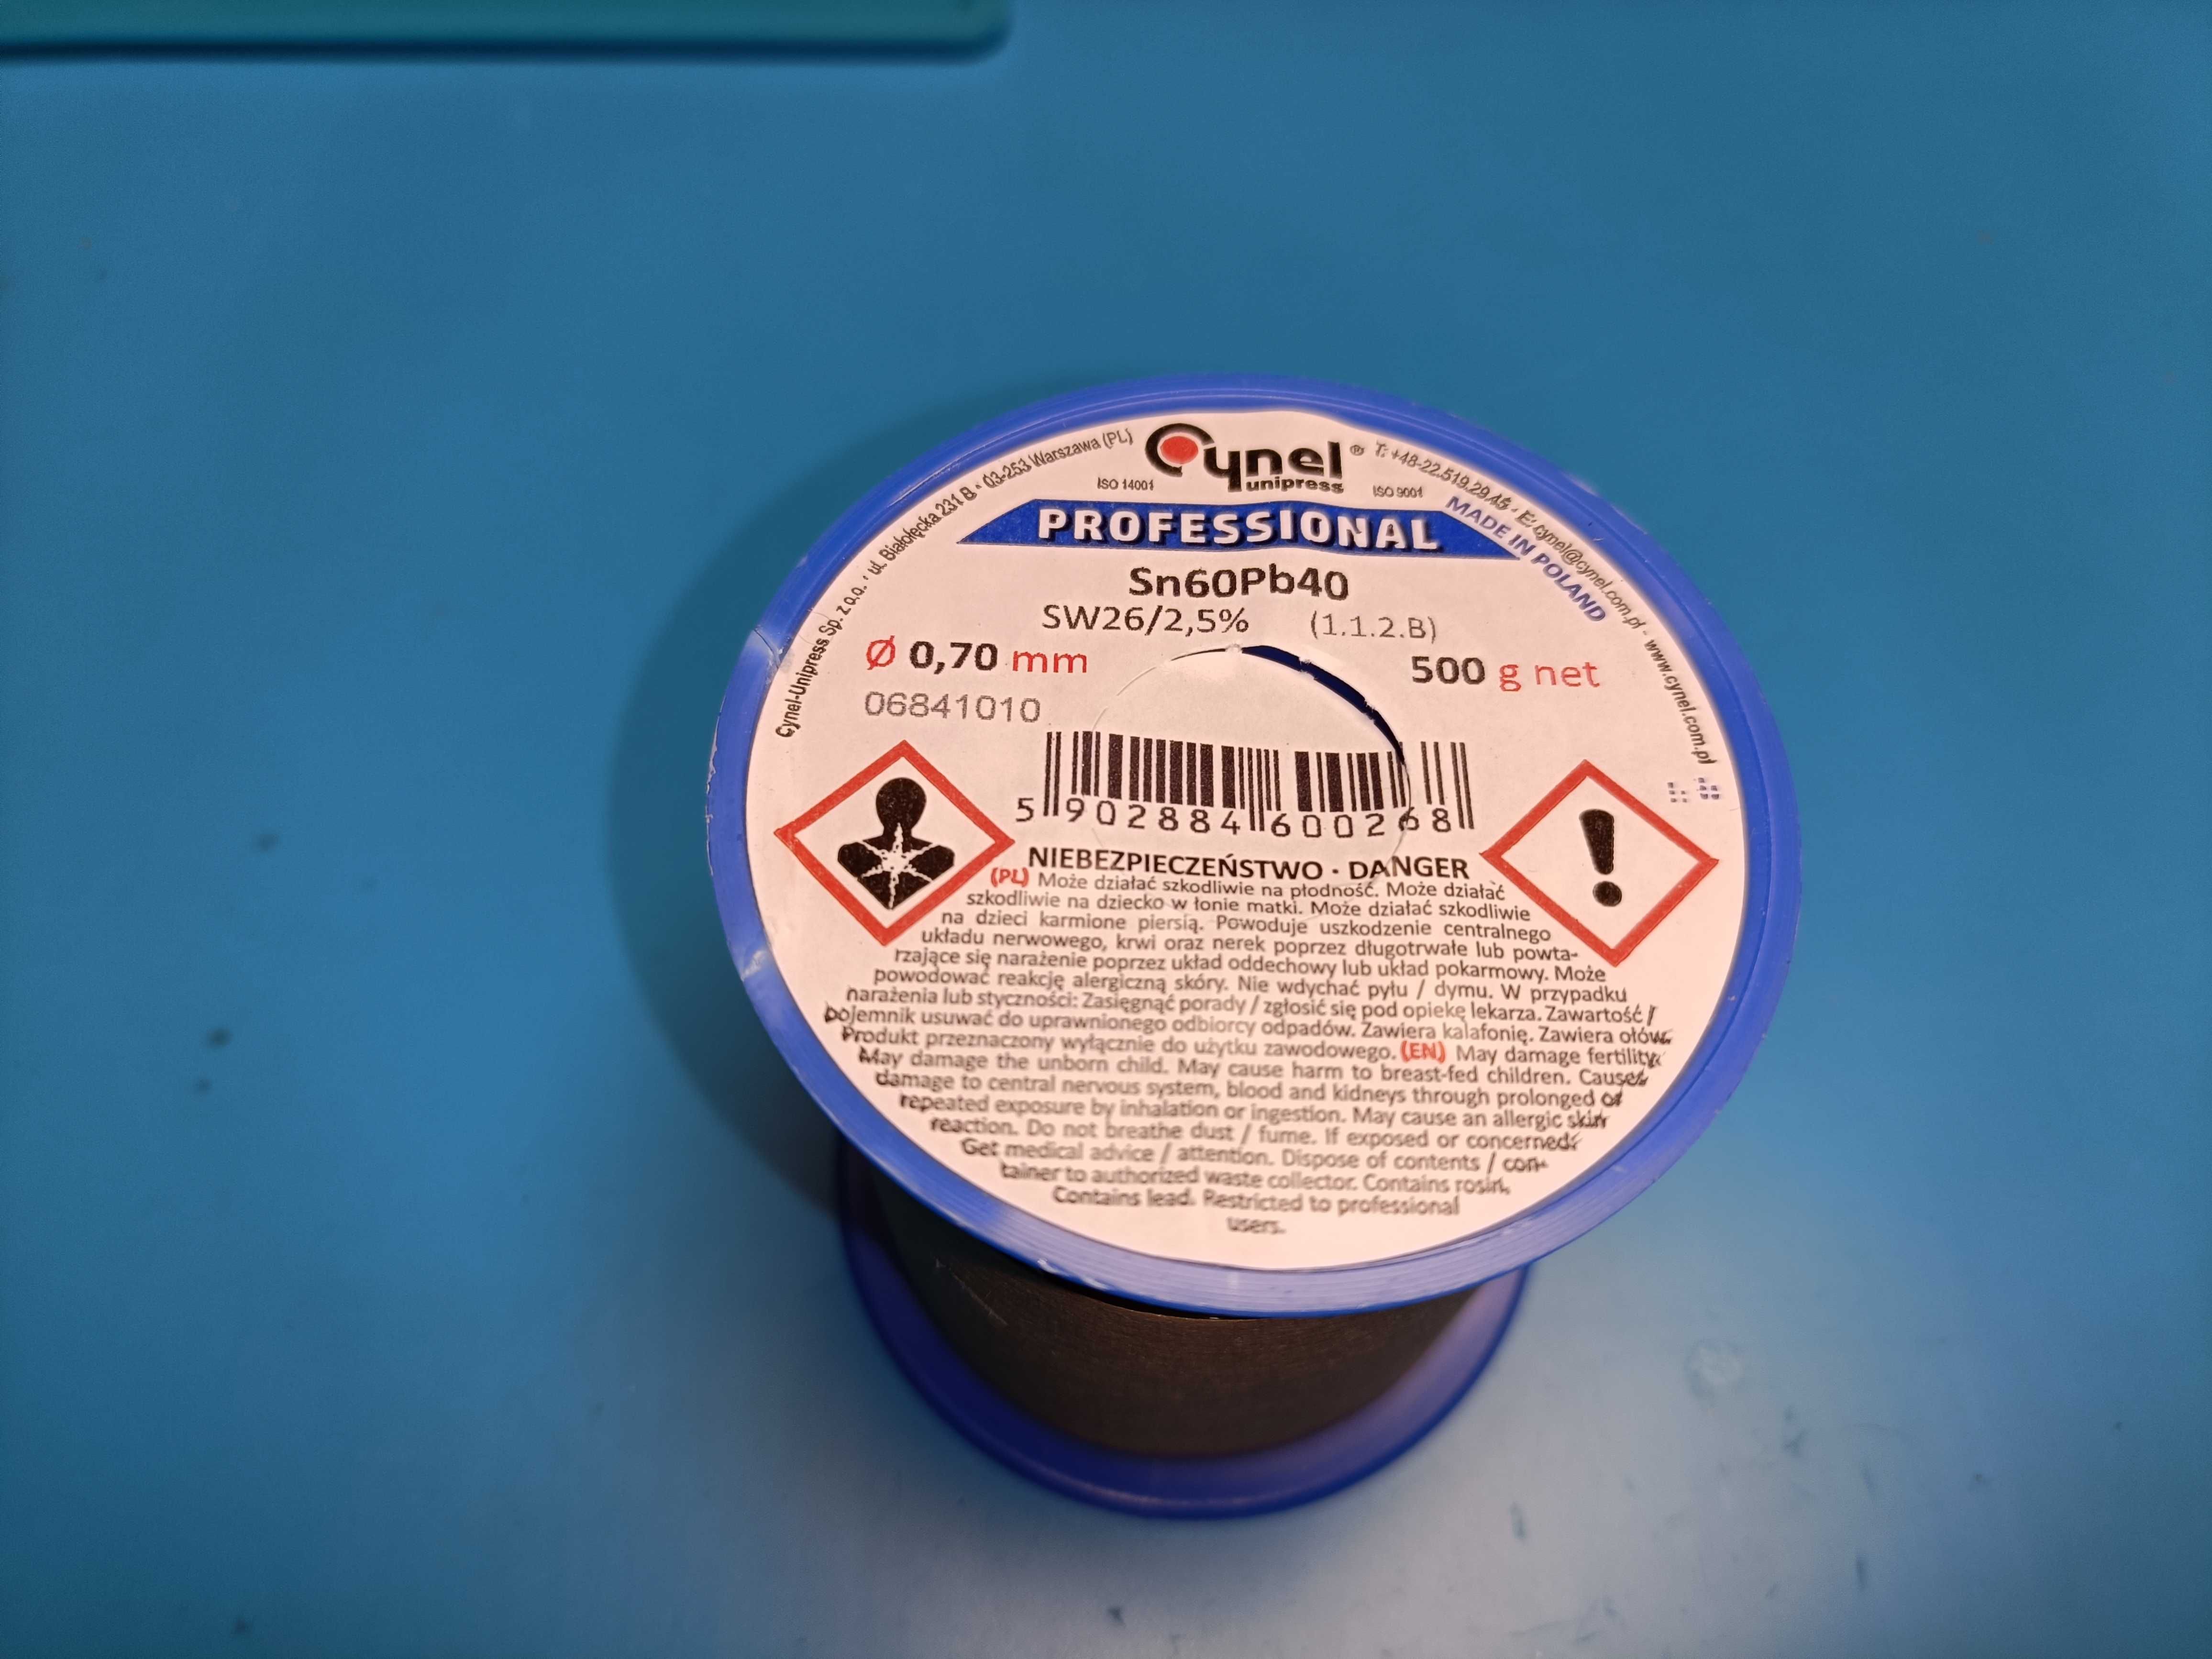 Cynel®
unipress
ISO 14001
ISO 9001
Cynel-Unipress Sp. z o.o. • ul. Białołęcka 231 B • 03-253 Warszawa (PL)
T: +48-22.519.29.45 - E: cynel@cynel.com.pl - www.cynel.com.pl
MADE IN POLAND
PROFESSIONAL
Sn60Pb40
SW26/2,5% (1.1.2.B)
Ø 0,70 mm
500 g net
06841010
5 902884 600268
NIEBEZPIECZEŃSTWO · DANGER
(PL) Może działać szkodliwie na płodność. Może działać
szkodliwie na dziecko w łonie matki. Może działać szkodliwie
na dzieci karmione piersią. Powoduje uszkodzenie centralnego
układu nerwowego, krwi oraz nerek poprzez długotrwałe lub powta-
rzające się narażenie poprzez układ oddechowy lub układ pokarmowy. Może
powodować reakcję alergiczną skóry. Nie wdychać pyłu / dymu. W przypadku
narażenia lub styczności: Zasięgnąć porady / zgłosić się pod opiekę lekarza. Zawartość /
pojemnik usuwać do uprawnionego odbiorcy odpadów. Zawiera kalafonię. Zawiera ołów.
Produkt przeznaczony wyłącznie do użytku zawodowego. (EN) May damage fertility.
May damage the unborn child. May cause harm to breast-fed children. Causes
damage to central nervous system, blood and kidneys through prolonged or
repeated exposure by inhalation or ingestion. May cause an allergic skin
reaction. Do not breathe dust / fume. If exposed or concerned:
Get medical advice / attention. Dispose of contents / con-
tainer to authorized waste collector. Contains rosin.
Contains lead. Restricted to professional
users.